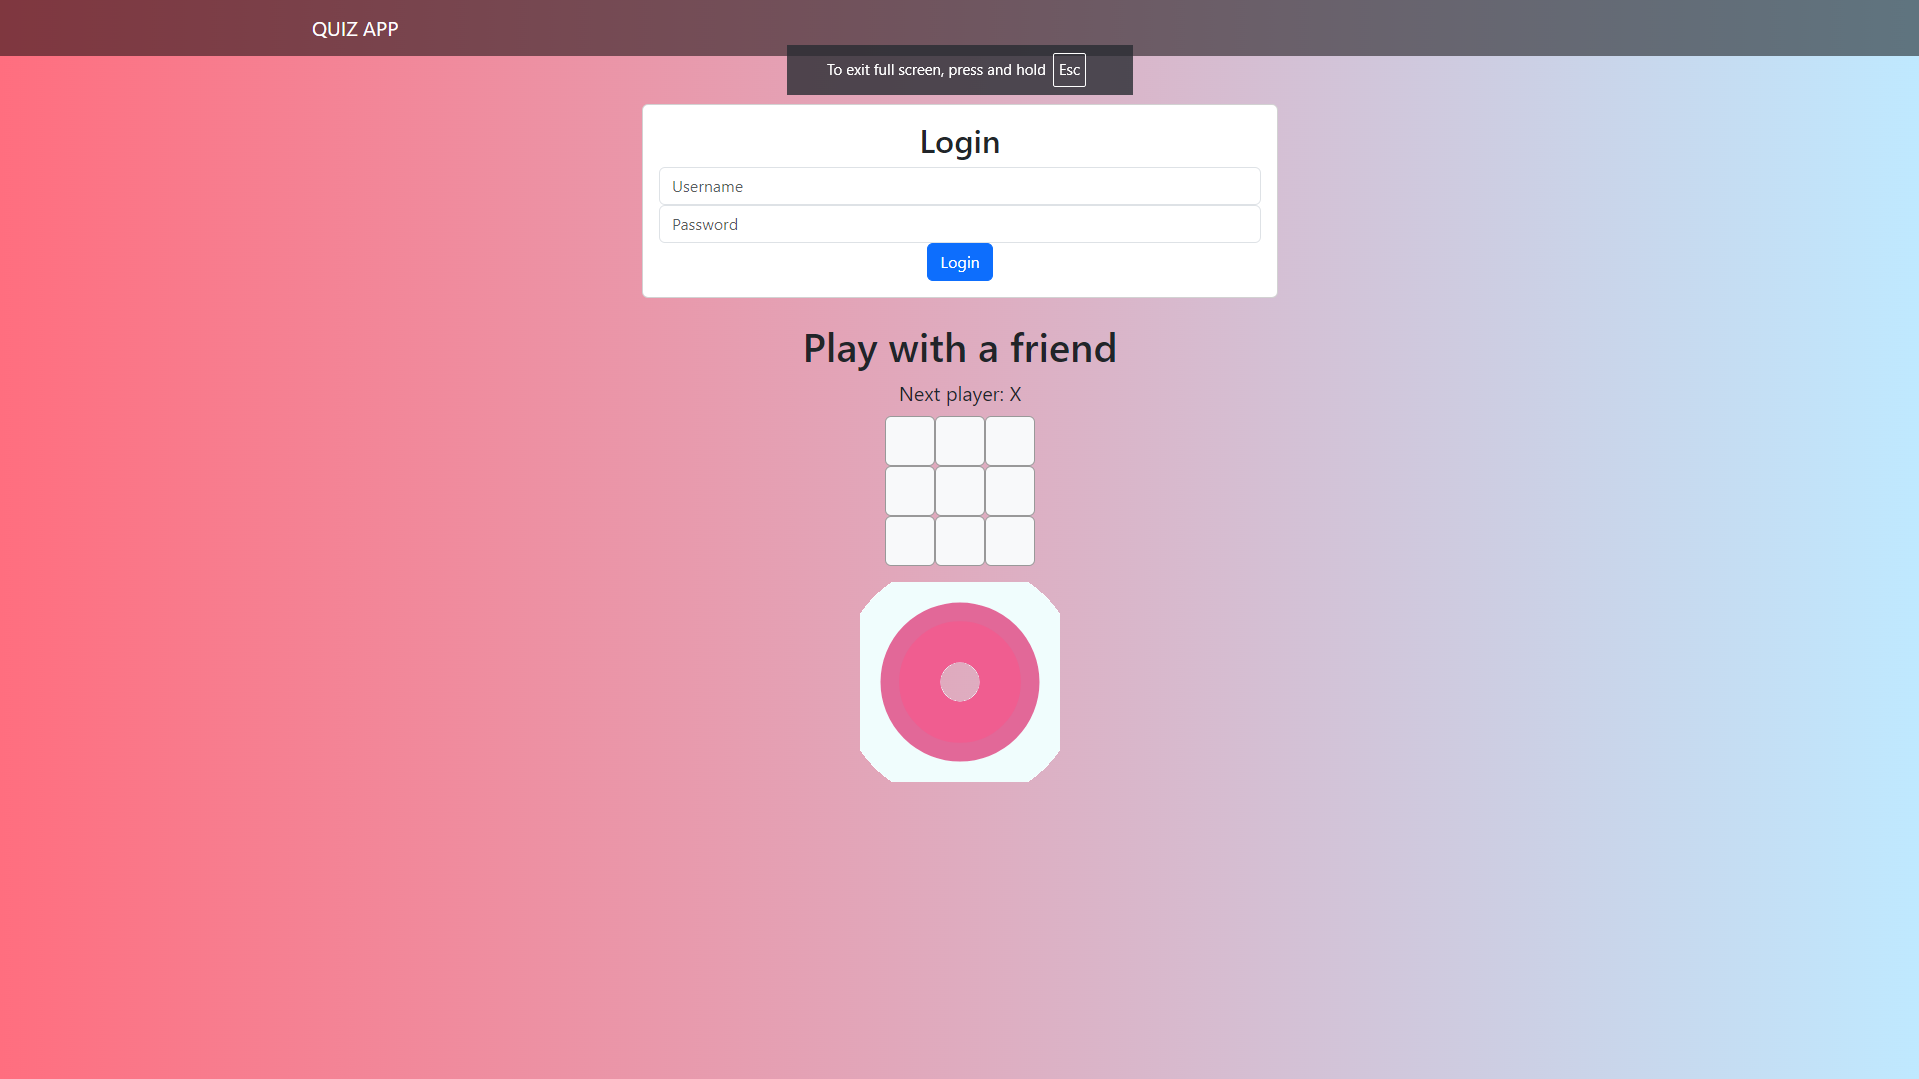 QUIZ APP
To exit full screen, press and hold Esc
Login
Username
Password
Login
Play with a friend
Next player: X